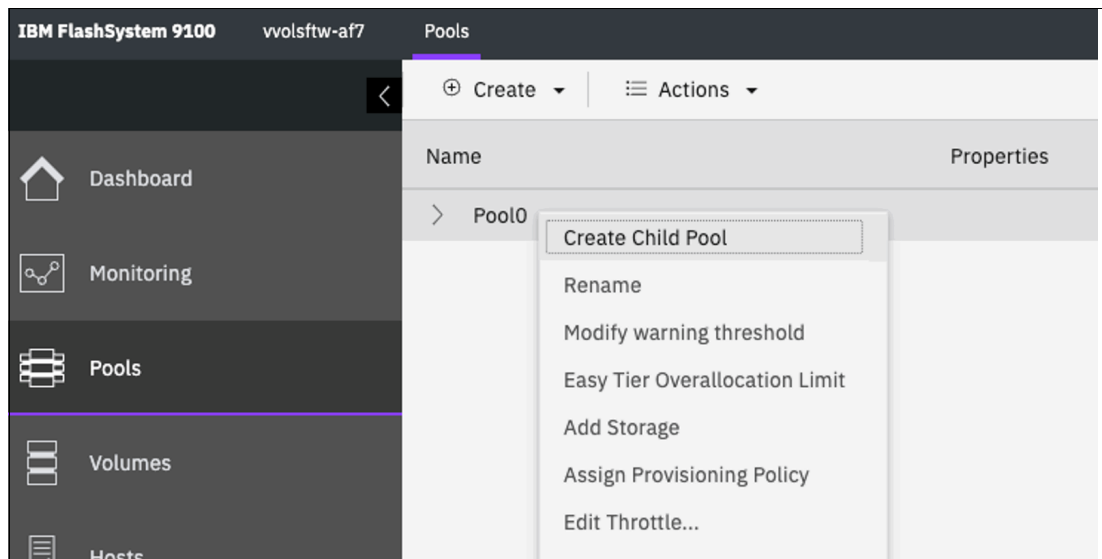 IBM FlashSystem 9100 vvolsftw-af7 Pools
Create Actions
Name Properties
Dashboard
Pool0
Create Child Pool
Rename
Monitoring
Modify warning threshold
Pools
Easy Tier Overallocation Limit
Add Storage
Volumes
Assign Provisioning Policy
Edit Throttle...
Hosts